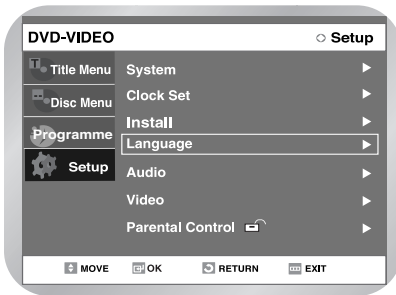 DVD-VIDEO Setup
Title Menu
Disc Menu
Programme
Setup
System
Clock Set
Install
Language
Audio
Video
Parental Control
MOVE OK RETURN EXIT